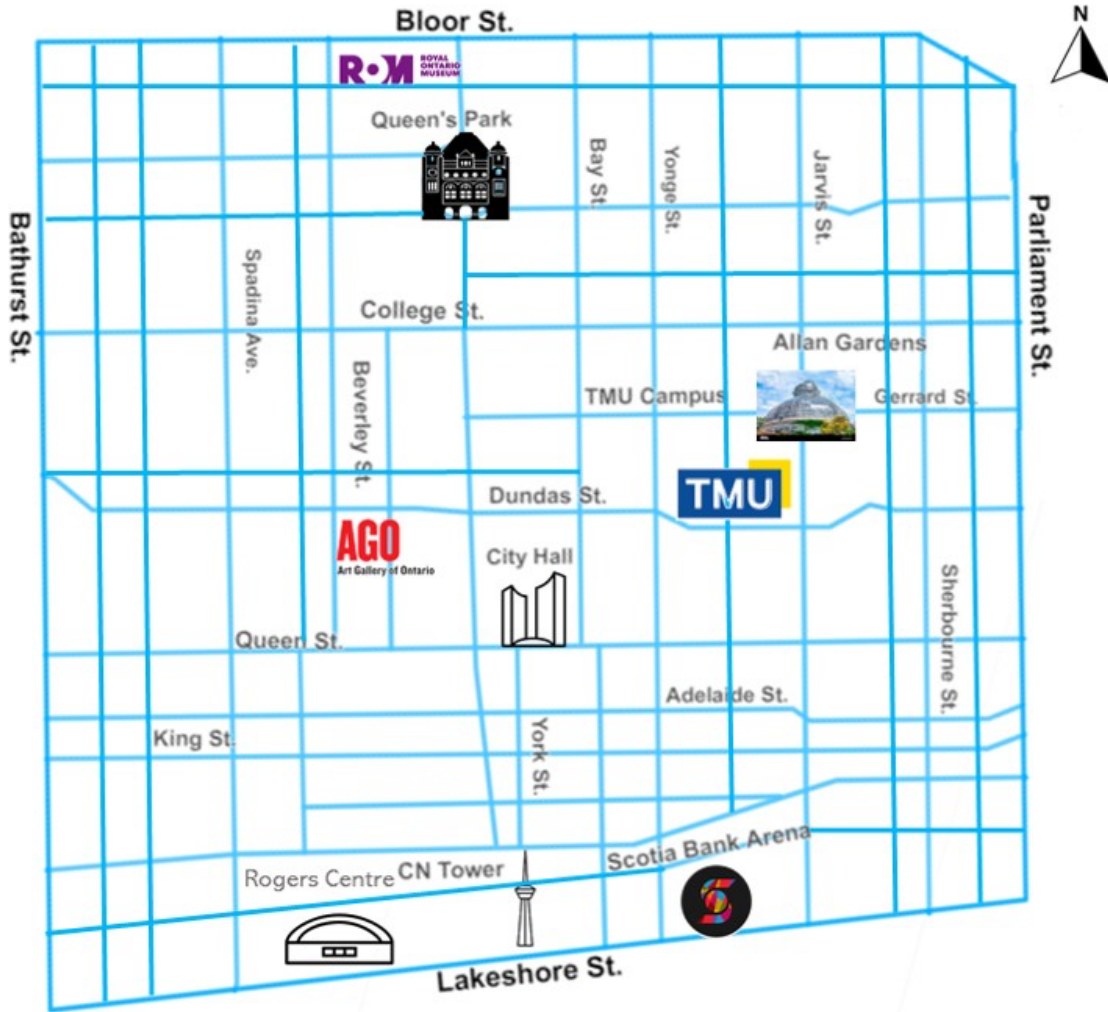 Bloor St.
N
ROM
ROYAL
ONTARIO
MUSEUM
Queen's Park
Bay St.
Yonge St.
Jarvis St.
Bathurst St.
Parliament St.
Spadina Ave.
College St.
Allan Gardens
Beverley St.
TMU Campus
Gerrard St.
TMU
Dundas St.
AGO
Art Gallery of Ontario
City Hall
Sherbourne St.
Queen St.
Adelaide St.
King St.
York St.
Scotia Bank Arena
Rogers Centre
CN Tower
Lakeshore St.